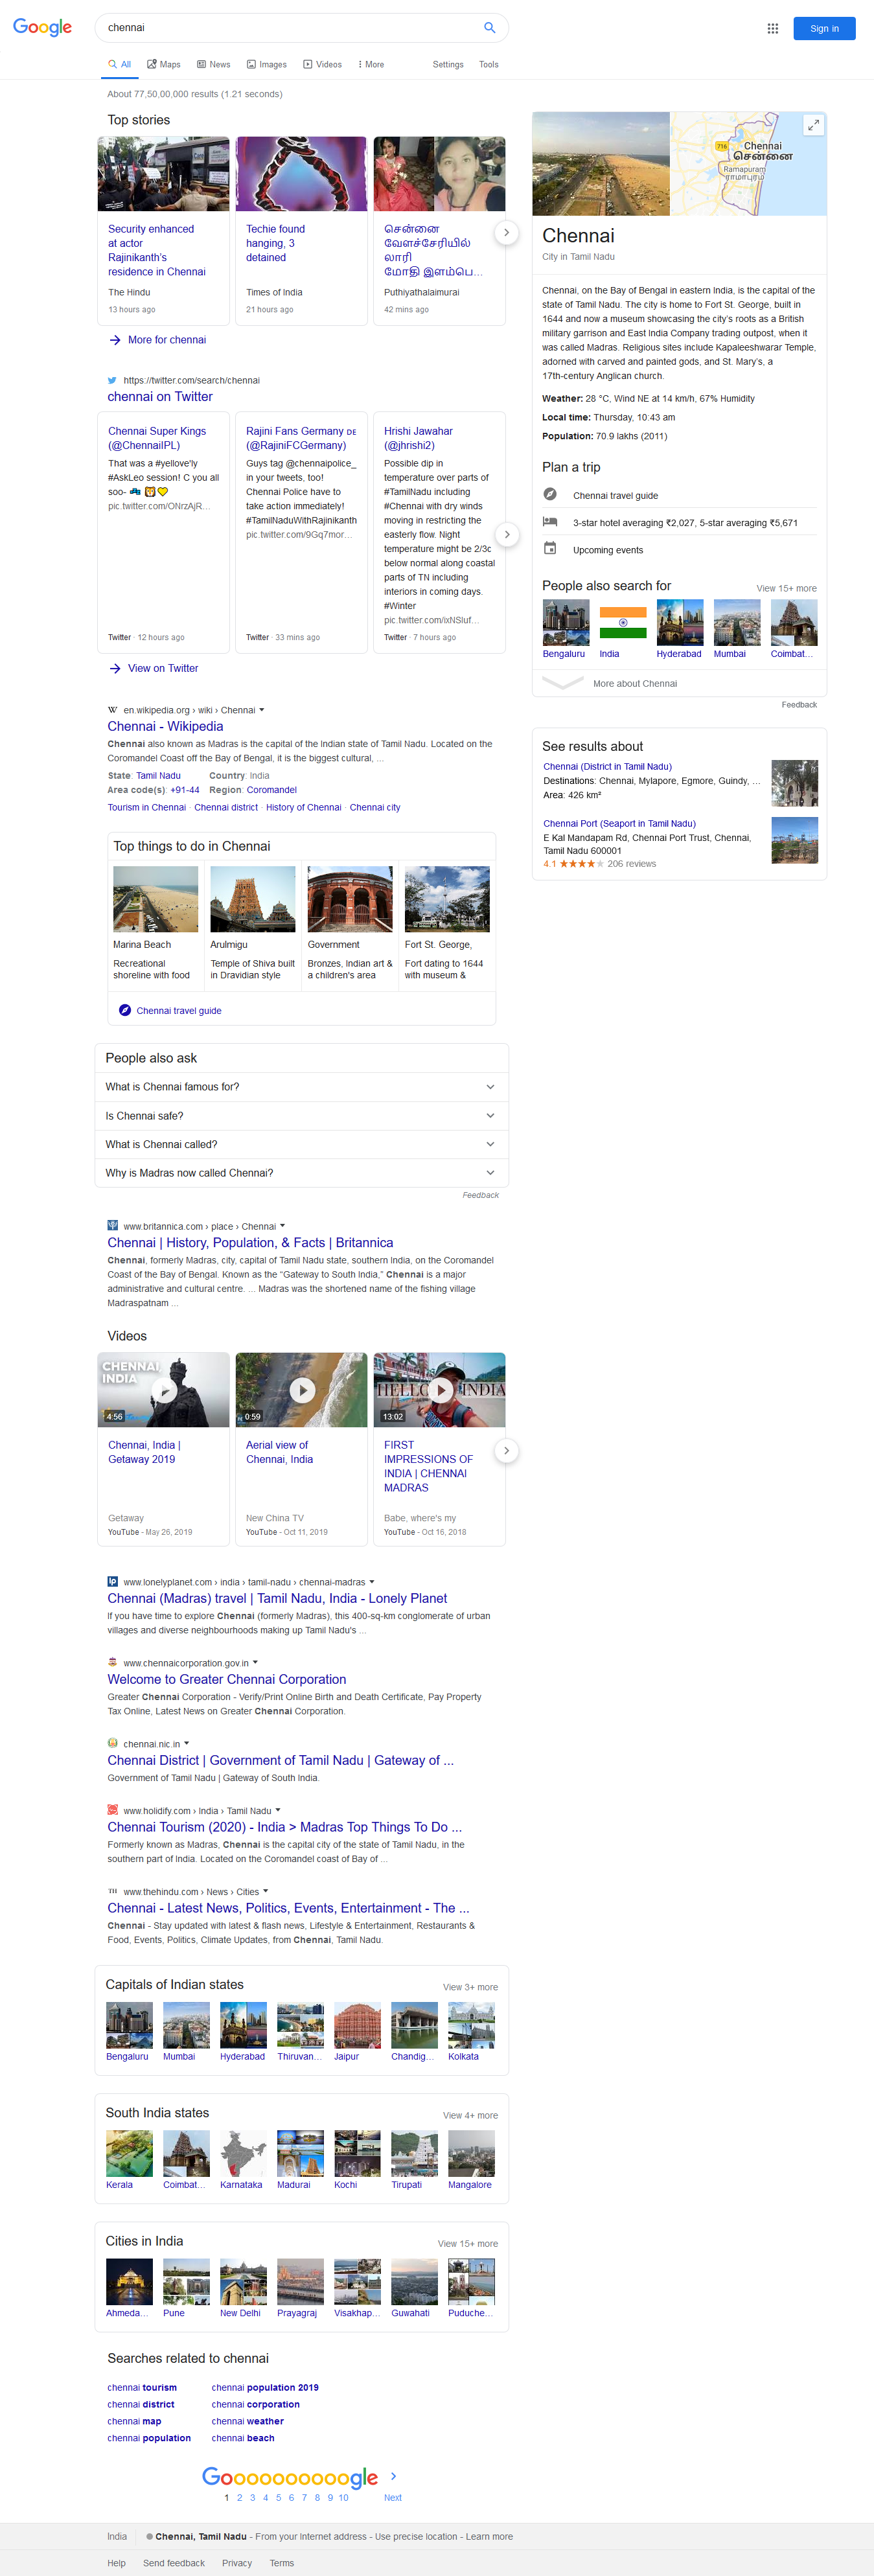 Google
chennai
Sign in
All
Maps
News
Images
Videos
More
Settings
Tools
About 77,50,00,000 results (1.21 seconds)
Top stories
Security enhanced
at actor
Rajinikanth's
residence in Chennai
The Hindu
13 hours ago
Techie found
hanging, 3
detained
Times of India
21 hours ago
சென்னை
வேளச்சேரியில்
லாரி
மோதி இளம்பெ...
Puthiyathalaimurai
42 mins ago
More for chennai
https://twitter.com/search/chennai
chennai on Twitter
Chennai Super Kings
(@ChennaiIPL)
That was a #yellove'ly
#AskLeo session! C you all
soo- 🔜 🦁💛
pic.twitter.com/ONrzAjR...
Twitter · 12 hours ago
Rajini Fans Germany DE
(@RajiniFCGermany)
Guys tag @chennaipolice_
in your tweets, too!
Chennai Police have to
take action immediately!
#TamilNaduWithRajinikanth
pic.twitter.com/9Gq7mor...
Twitter · 33 mins ago
Hrishi Jawahar
(@jhrishi2)
Possible dip in
temperature over parts of
#TamilNadu including
#Chennai with dry winds
moving in restricting the
easterly flow. Night
temperature might be 2/3c
below normal along coastal
parts of TN including
interiors in coming days.
#Winter
pic.twitter.com/ixNSluf...
Twitter · 7 hours ago
View on Twitter
W en.wikipedia.org › wiki › Chennai
Chennai - Wikipedia
Chennai also known as Madras is the capital of the Indian state of Tamil Nadu. Located on the
Coromandel Coast off the Bay of Bengal, it is the biggest cultural, ...
State: Tamil Nadu Country: India
Area code(s): +91-44 Region: Coromandel
Tourism in Chennai · Chennai district · History of Chennai · Chennai city
Top things to do in Chennai
Marina Beach
Recreational
shoreline with food
Arulmigu
Temple of Shiva built
in Dravidian style
Government
Bronzes, Indian art &
a children's area
Fort St. George,
Fort dating to 1644
with museum &
Chennai travel guide
People also ask
What is Chennai famous for?
Is Chennai safe?
What is Chennai called?
Why is Madras now called Chennai?
Feedback
www.britannica.com › place › Chennai
Chennai | History, Population, & Facts | Britannica
Chennai, formerly Madras, city, capital of Tamil Nadu state, southern India, on the Coromandel
Coast of the Bay of Bengal. Known as the “Gateway to South India,” Chennai is a major
administrative and cultural centre. ... Madras was the shortened name of the fishing village
Madraspatnam ...
Videos
CHENNAI,
INDIA
4:56
Chennai, India |
Getaway 2019
Getaway
YouTube - May 26, 2019
0:59
Aerial view of
Chennai, India
New China TV
YouTube - Oct 11, 2019
HELLO INDIA
13:02
FIRST
IMPRESSIONS OF
INDIA | CHENNAI
MADRAS
Babe, where's my
YouTube - Oct 16, 2018
lp www.lonelyplanet.com › india › tamil-nadu › chennai-madras
Chennai (Madras) travel | Tamil Nadu, India - Lonely Planet
If you have time to explore Chennai (formerly Madras), this 400-sq-km conglomerate of urban
villages and diverse neighbourhoods making up Tamil Nadu's ...
www.chennaicorporation.gov.in
Welcome to Greater Chennai Corporation
Greater Chennai Corporation - Verify/Print Online Birth and Death Certificate, Pay Property
Tax Online, Latest News on Greater Chennai Corporation.
chennai.nic.in
Chennai District | Government of Tamil Nadu | Gateway of ...
Government of Tamil Nadu | Gateway of South India.
www.holidify.com › India › Tamil Nadu
Chennai Tourism (2020) - India > Madras Top Things To Do ...
Formerly known as Madras, Chennai is the capital city of the state of Tamil Nadu, in the
southern part of India. Located on the Coromandel coast of Bay of ...
TH www.thehindu.com › News › Cities
Chennai - Latest News, Politics, Events, Entertainment - The ...
Chennai - Stay updated with latest & flash news, Lifestyle & Entertainment, Restaurants &
Food, Events, Politics, Climate Updates, from Chennai, Tamil Nadu.
Capitals of Indian states
View 3+ more
Bengaluru Mumbai Hyderabad Thiruvan... Jaipur Chandig... Kolkata
South India states
View 4+ more
Kerala Coimbat... Karnataka Madurai Kochi Tirupati Mangalore
Cities in India
View 15+ more
Ahmeda... Pune New Delhi Prayagraj Visakhap... Guwahati Puduche...
Searches related to chennai
chennai tourism
chennai district
chennai map
chennai population
chennai population 2019
chennai corporation
chennai weather
chennai beach
Goooooooooogle
1 2 3 4 5 6 7 8 9 10 Next
716
Chennai
சென்னை
Ramapuram
ராமாபுரம்
Chennai
City in Tamil Nadu
Chennai, on the Bay of Bengal in eastern India, is the capital of the
state of Tamil Nadu. The city is home to Fort St. George, built in
1644 and now a museum showcasing the city's roots as a British
military garrison and East India Company trading outpost, when it
was called Madras. Religious sites include Kapaleeshwarar Temple,
adorned with carved and painted gods, and St. Mary's, a
17th-century Anglican church.
Weather: 28 °C, Wind NE at 14 km/h, 67% Humidity
Local time: Thursday, 10:43 am
Population: 70.9 lakhs (2011)
Plan a trip
Chennai travel guide
3-star hotel averaging ₹2,027, 5-star averaging ₹5,671
Upcoming events
People also search for
View 15+ more
Bengaluru India Hyderabad Mumbai Coimbat...
More about Chennai
Feedback
See results about
Chennai (District in Tamil Nadu)
Destinations: Chennai, Mylapore, Egmore, Guindy, ...
Area: 426 km²
Chennai Port (Seaport in Tamil Nadu)
E Kal Mandapam Rd, Chennai Port Trust, Chennai,
Tamil Nadu 600001
4.1 ★★★★★ 206 reviews
India
Chennai, Tamil Nadu - From your Internet address - Use precise location - Learn more
Help Send feedback Privacy Terms